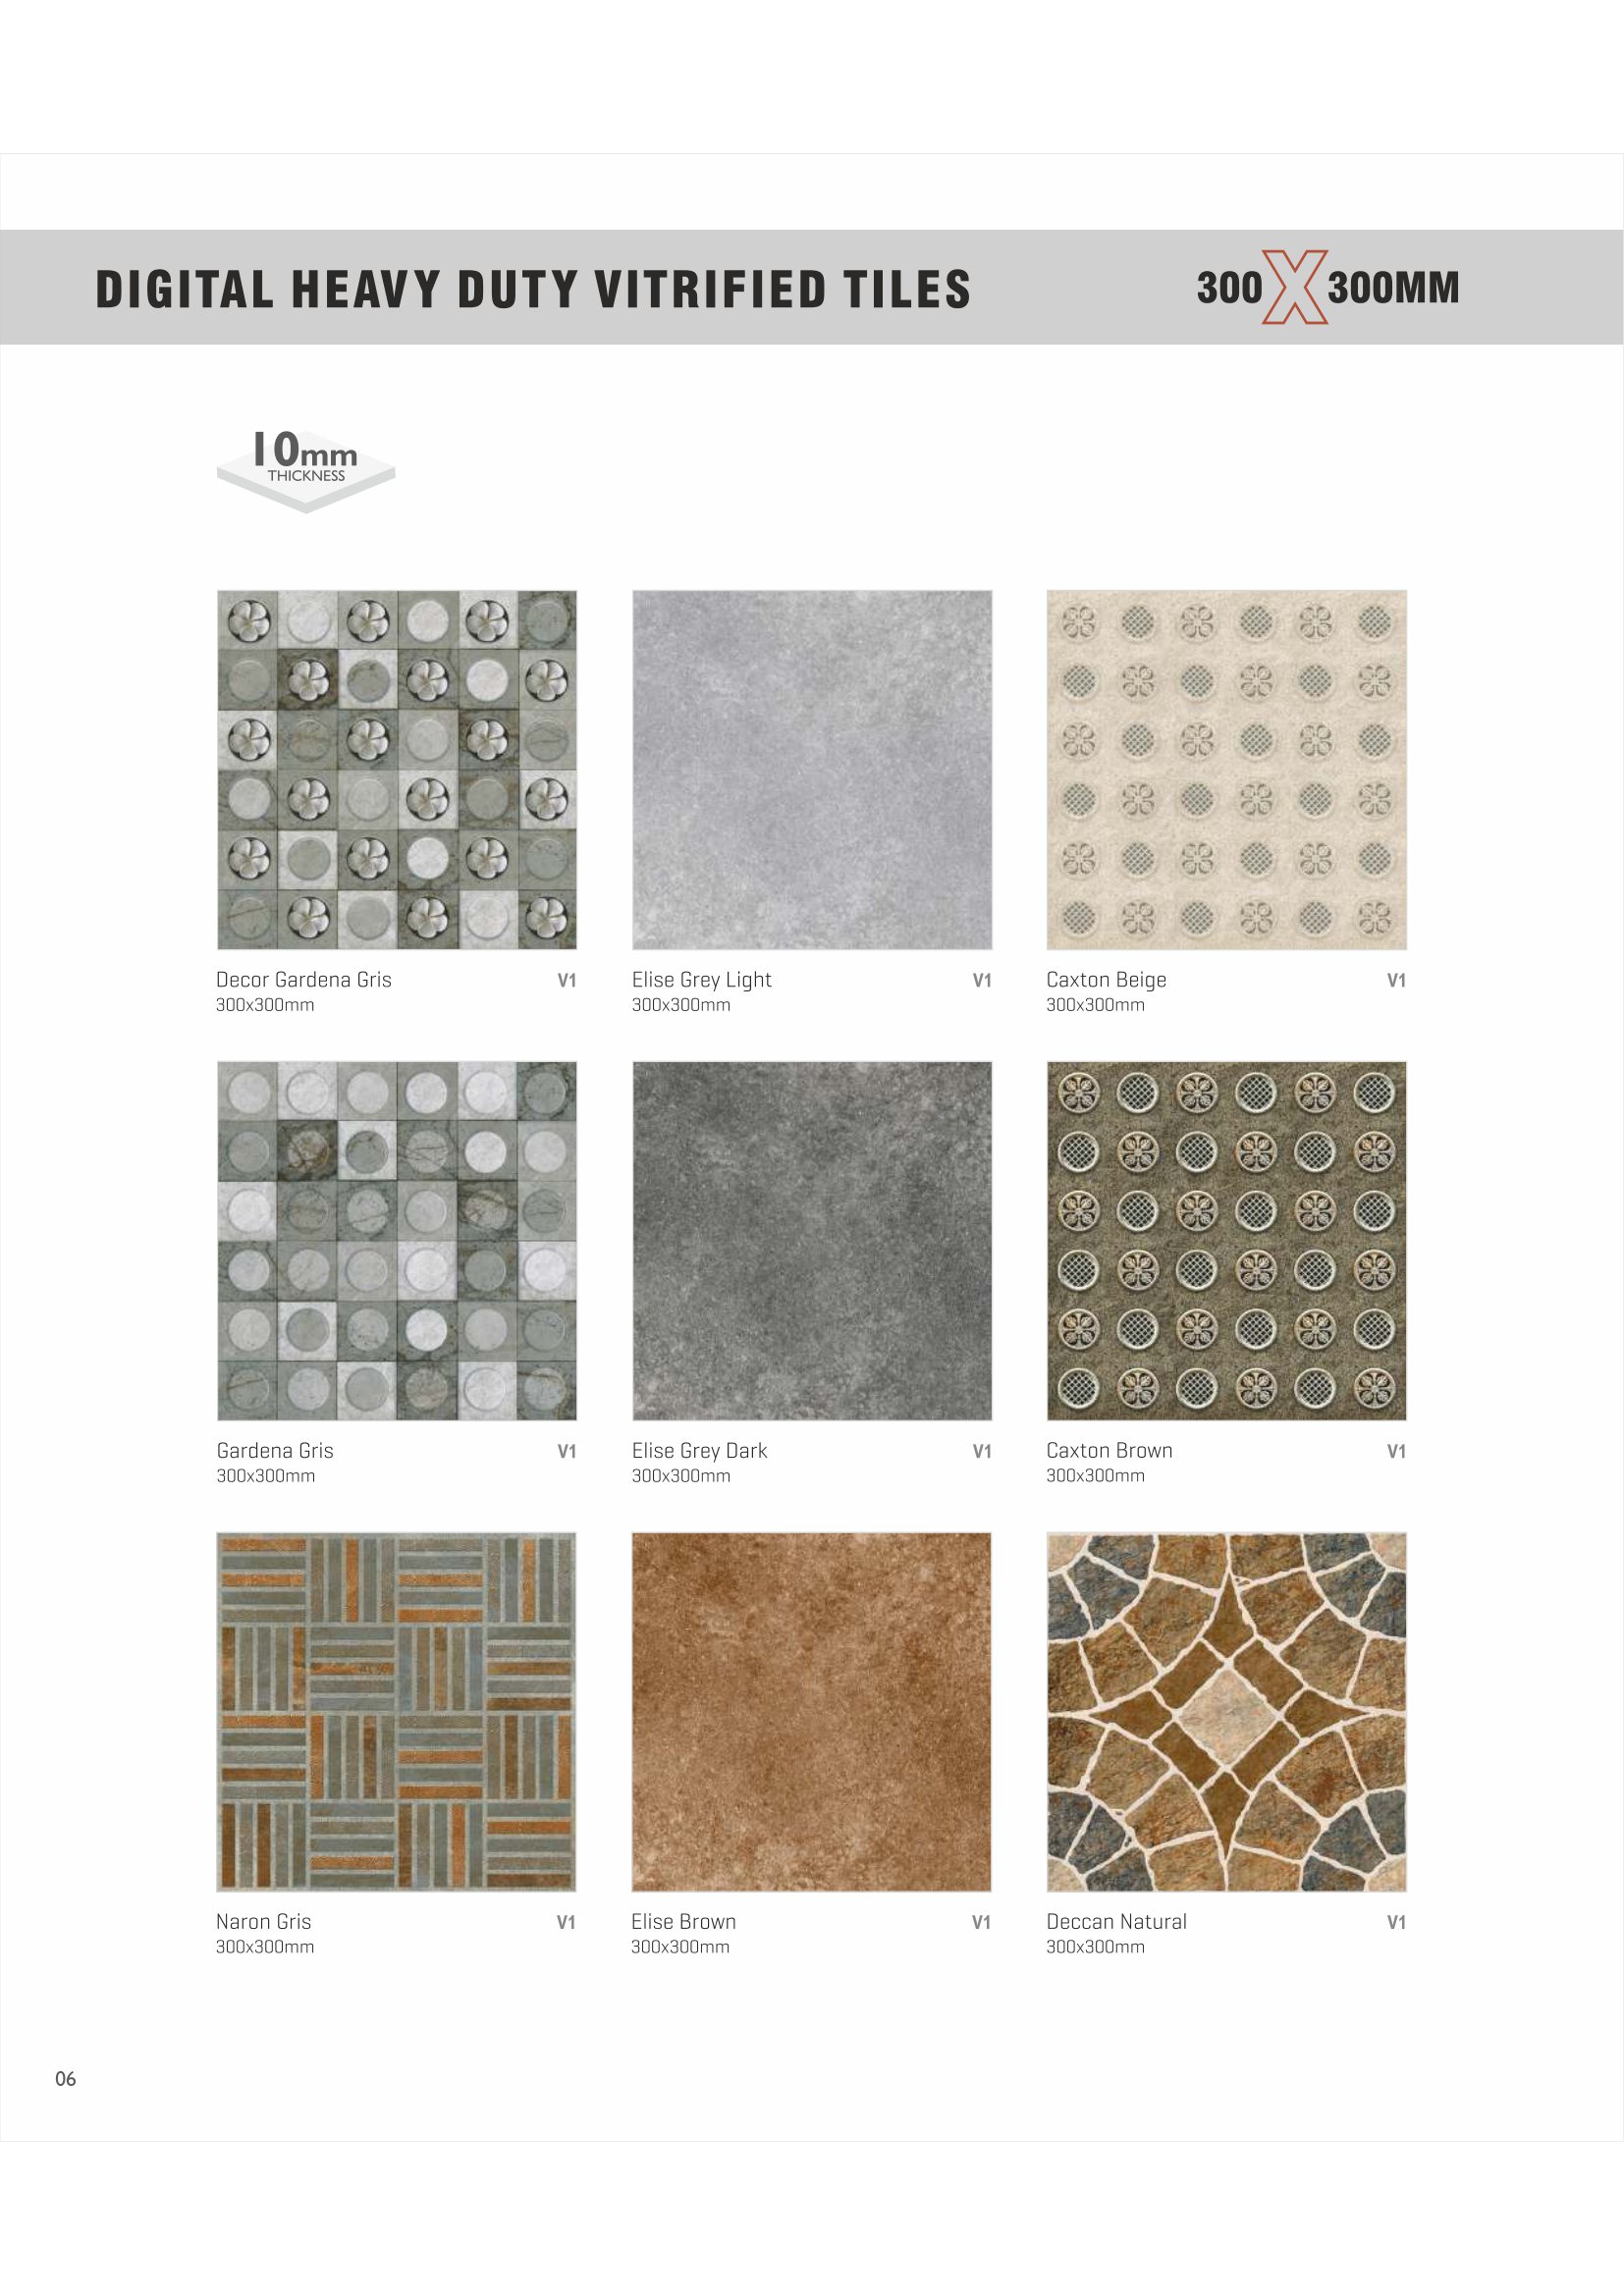 DIGITAL HEAVY DUTY VITRIFIED TILES
300X300MM
10mm
THICKNESS
Decor Gardena Gris V1
300x300mm
Elise Grey Light V1
300x300mm
Caxton Beige V1
300x300mm
Gardena Gris V1
300x300mm
Elise Grey Dark V1
300x300mm
Caxton Brown V1
300x300mm
Naron Gris V1
300x300mm
Elise Brown V1
300x300mm
Deccan Natural V1
300x300mm
06